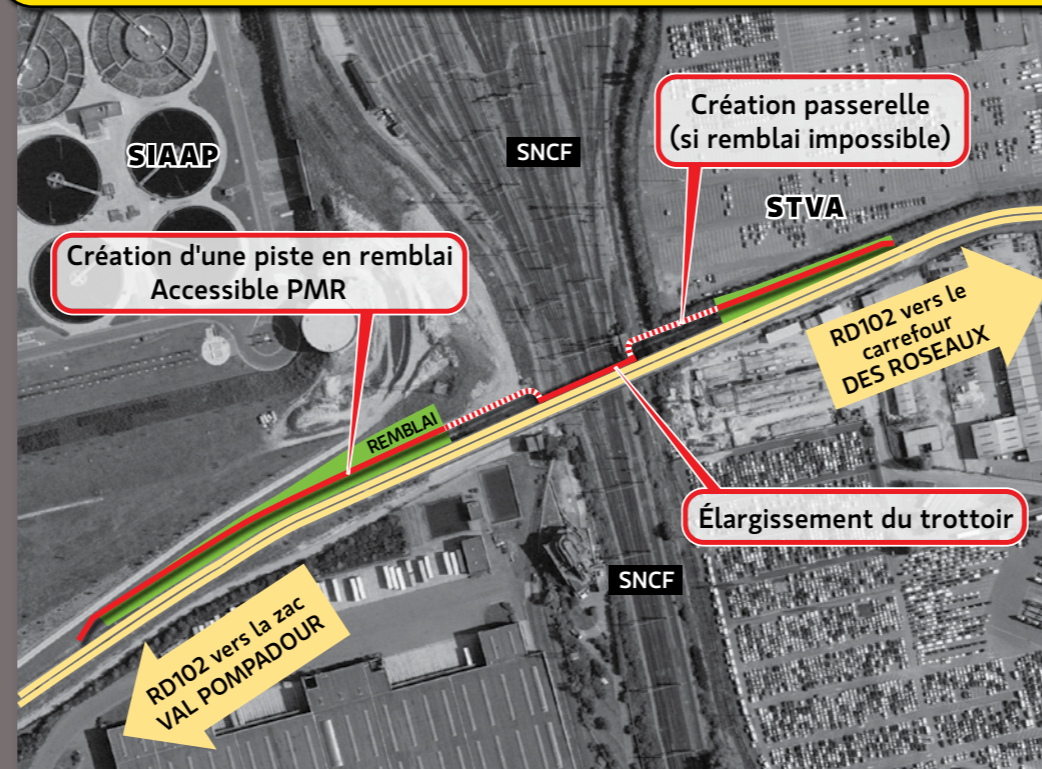 SIAAP
SNCF
Création passerelle
(si remblai impossible)
STVA
Création d'une piste en remblai
Accessible PMR
RD102 vers le
carrefour
DES ROSEAUX
REMBLAI
Élargissement du trottoir
SNCF
RD102 vers la zac
VAL POMPADOUR